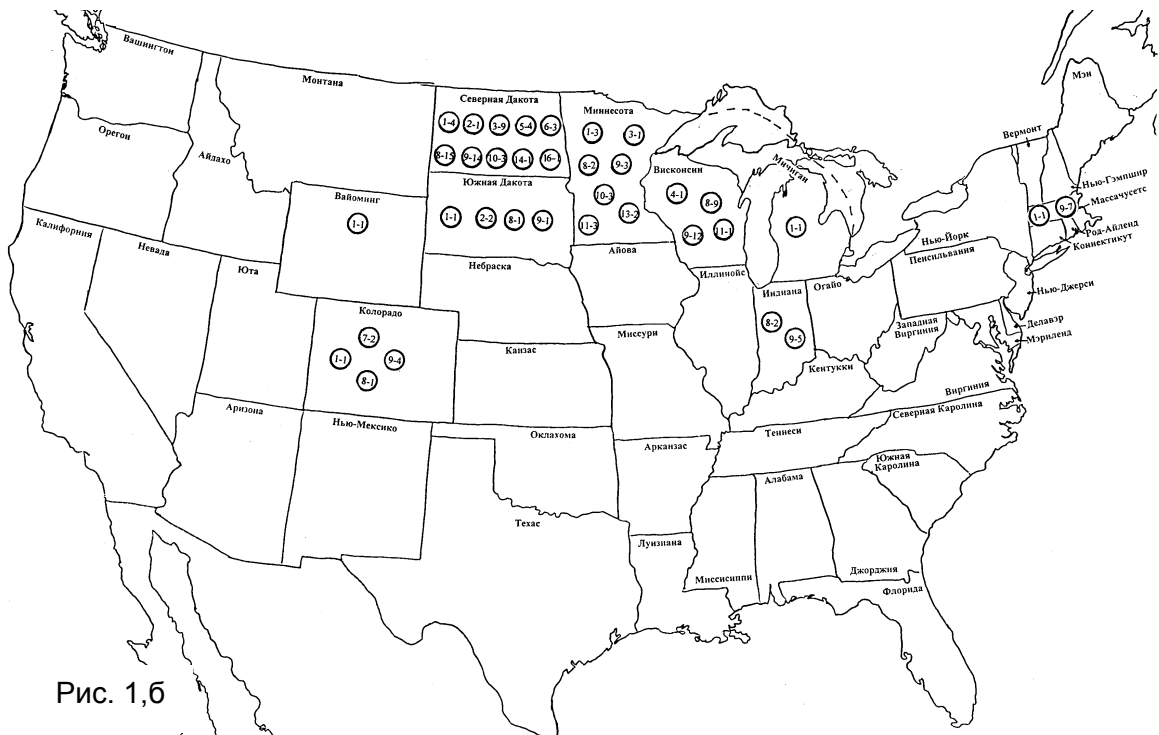 Вашингтон
Монтана
Мэн
Северная Дакота
1-4 2-1 3-9 5-4 6-3
8-15 9-14 10-3 14-1 16-1
Миннесота
1-3 3-1
8-2 9-3
10-3
13-2
11-3
Орегон
Айдахо
Вермонт
Мичиган
1-1
Висконсин
4-1 8-9
9-12 11-1
Южная Дакота
1-1 2-2 8-1 9-1
Вайоминг
1-1
Нью-Гэмпшир
Массачусетс
1-1 9-7
Род-Айленд
Коннектикут
Калифорния
Невада
Юта
Небраска
Айова
Иллинойс
Индиана
8-2
9-5
Огайо
Нью-Йорк
Пенсильвания
Нью-Джерси
Делавэр
Мэриленд
Западная
Виргиния
Колорадо
7-2
1-1 9-4
8-1
Канзас
Миссури
Кентукки
Виргиния
Северная Каролина
Аризона
Нью-Мексико
Оклахома
Арканзас
Теннеси
Южная
Каролина
Алабама
Техас
Луизиана
Миссисиппи
Джорджия
Флорида
Рис. 1,б